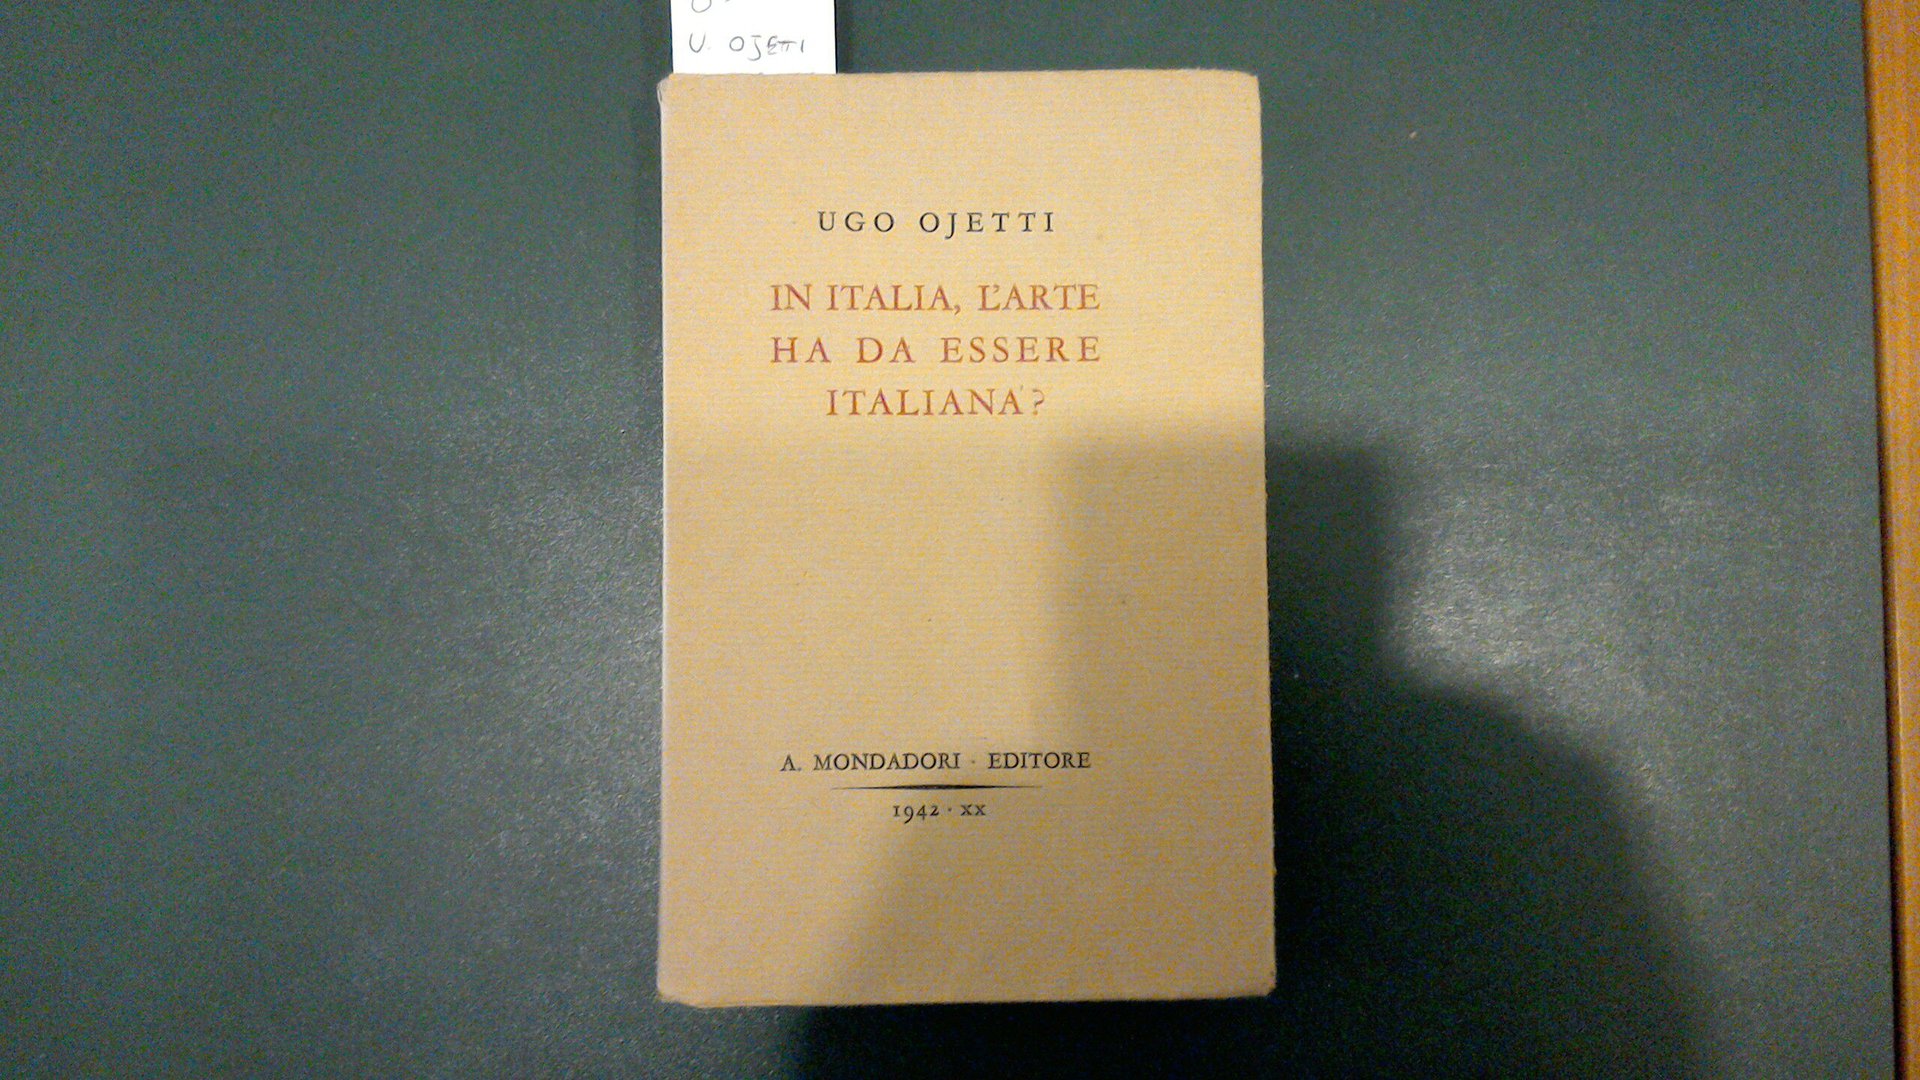 U. OJETTI
UGO OJETTI
IN ITALIA, L'ARTE
HA DA ESSERE
ITALIANA?
A. MONDADORI · EDITORE
1942 · XX